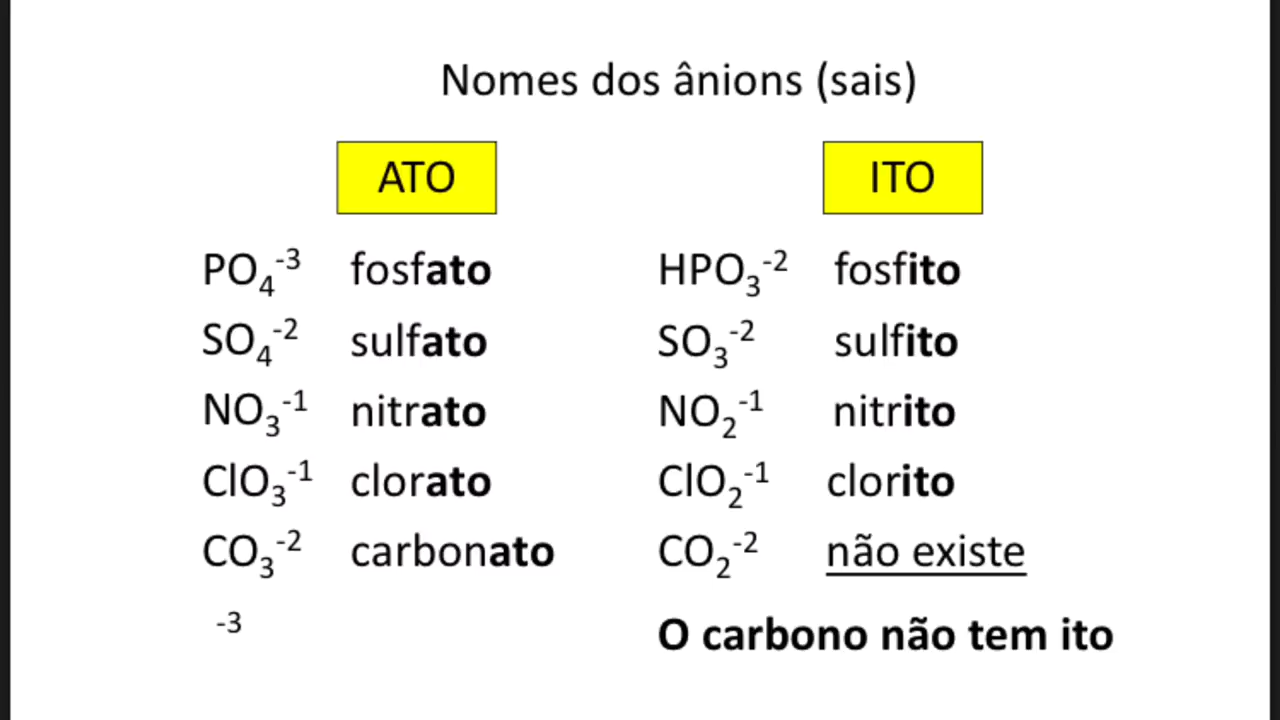 Nomes dos ânions (sais)
ATO ITO
PO₄⁻³ fosfato HPO₃⁻² fosfito
SO₄⁻² sulfato SO₃⁻² sulfito
NO₃⁻¹ nitrato NO₂⁻¹ nitrito
ClO₃⁻¹ clorato ClO₂⁻¹ clorito
CO₃⁻² carbonato CO₂⁻² não existe
⁻³ O carbono não tem ito